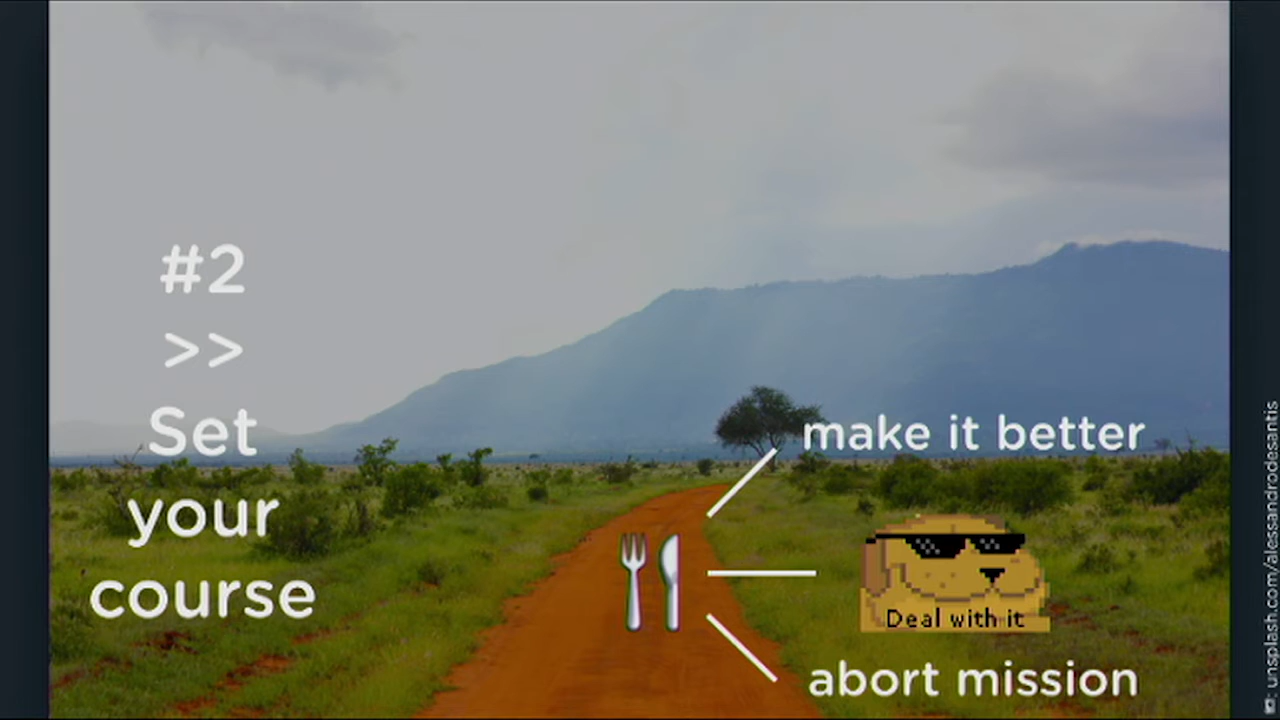 #2
>>
Set
your
course
make it better
Deal with it
abort mission
: unsplash.com/alessandrodesantis